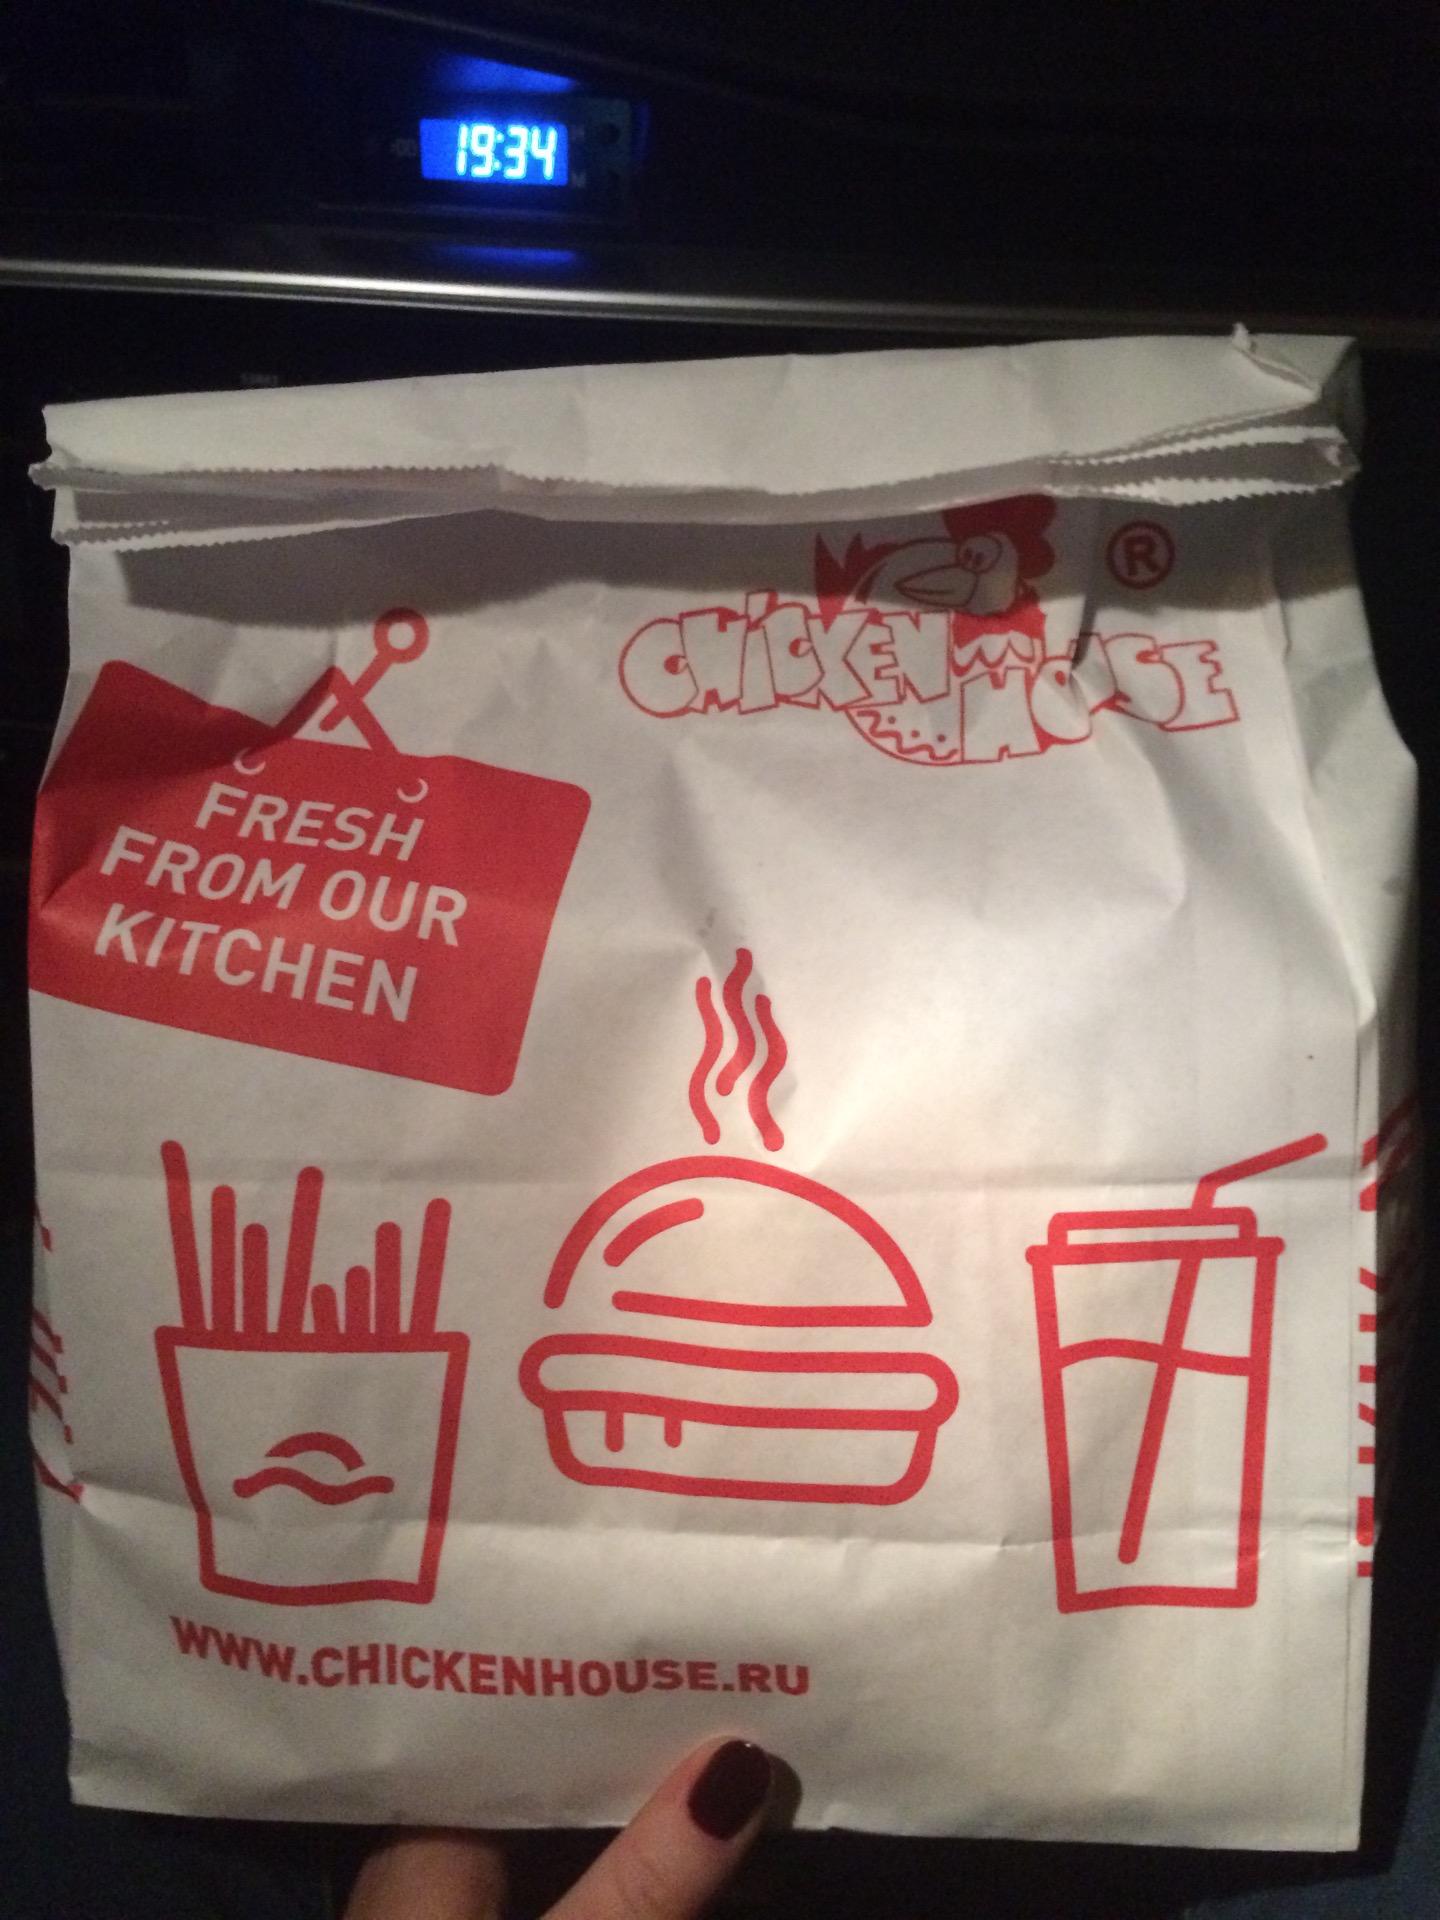 19:34
CHICKEN
HOUSE
®
FRESH
FROM OUR
KITCHEN
WWW.CHICKENHOUSE.RU